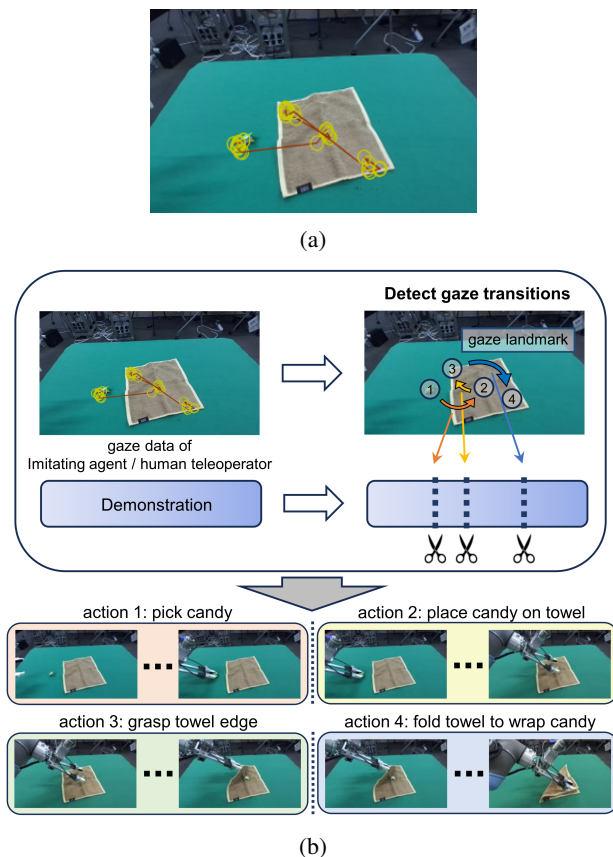 (a)
Detect gaze transitions
gaze landmark
3
1
2
4
gaze data of
Imitating agent / human teleoperator
Demonstration
action 1: pick candy
action 2: place candy on towel
action 3: grasp towel edge
action 4: fold towel to wrap candy
(b)